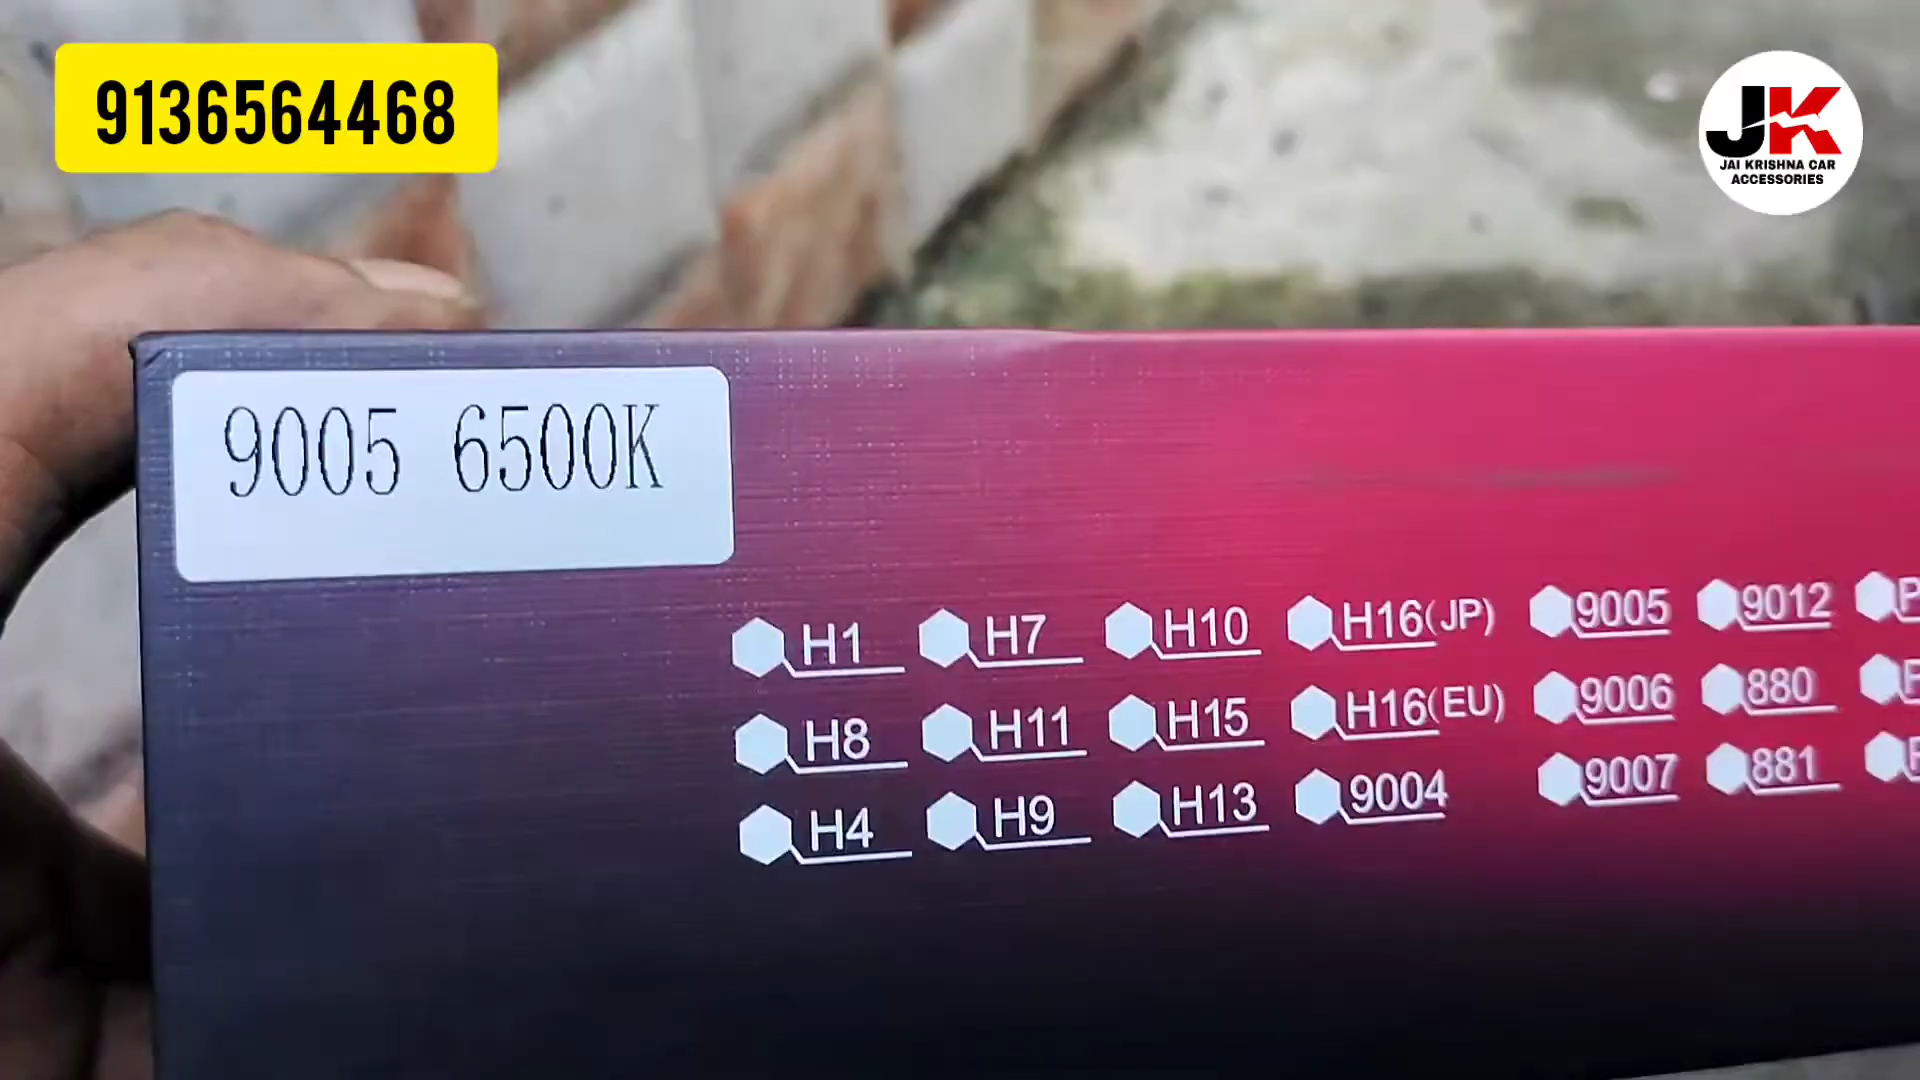 9136564468
JK
JAI KRISHNA CAR
ACCESSORIES
9005 6500K
H1 H7 H10 H16(JP) 9005 9012
H8 H11 H15 H16(EU) 9006 880
H4 H9 H13 9004 9007 881